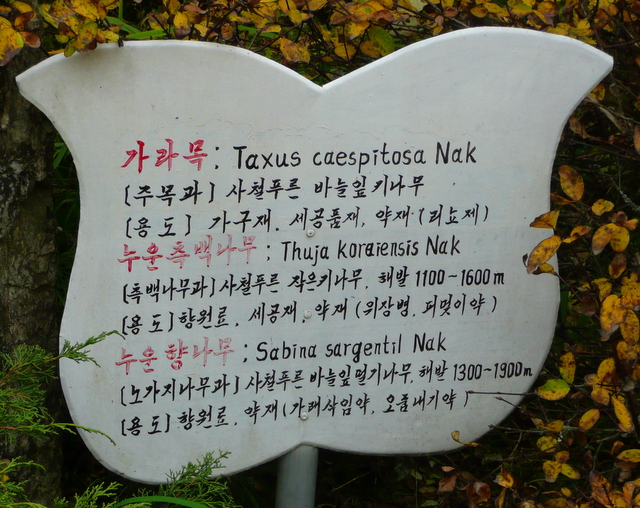 가라목 : Taxus caespitosa Nak
[주목과] 사철푸른 바늘잎키나무
[용도] 가구재. 세공품재, 약재 (리뇨제)
누운측백나무 : Thuja koraiensis Nak
[측백나무과] 사철푸른 작은키나무, 해발 1100~1600m
[용도] 향원료. 세공재, 약재 (위장병, 피멎이약)
누운향나무 : Sabina sargentil Nak
[노가지나무과] 사철푸른바늘잎떨기나무, 해발 1300~1900m
[용도] 향원료, 약재 (가래삭임약, 오줌내기약)